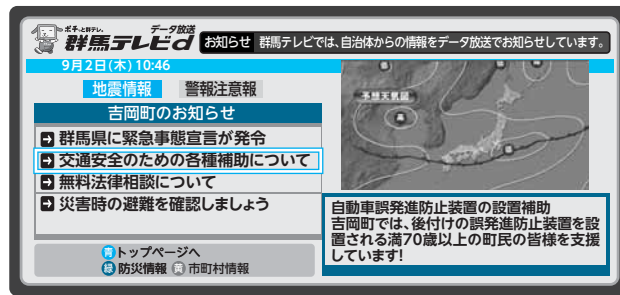 ポチッとぐんテレ。 データ放送
群馬テレビd
お知らせ 群馬テレビでは、自治体からの情報をデータ放送でお知らせしています。
9月2日(木) 10:46
地震情報 警報注意報
吉岡町のお知らせ
群馬県に緊急事態宣言が発令
交通安全のための各種補助について
無料法律相談について
災害時の避難を確認しましょう
青 トップページへ
緑 防災情報 黄 市町村情報
予想天気図
高
自動車誤発進防止装置の設置補助
吉岡町では、後付けの誤発進防止装置を設
置される満70歳以上の町民の皆様を支援
しています!